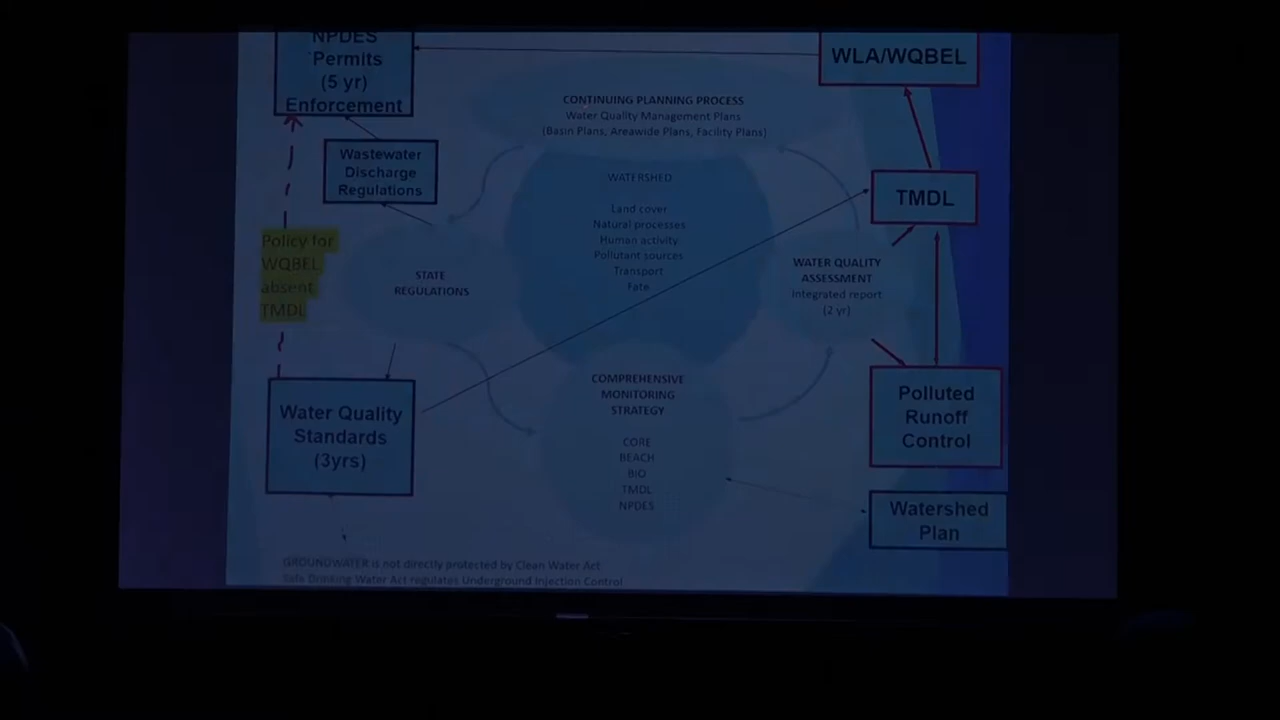 NPDES
Permits
(5 yr)
Enforcement
WLA/WQBEL
CONTINUING PLANNING PROCESS
Water Quality Management Plans
(Basin Plans, Areawide Plans, Facility Plans)
Wastewater
Discharge
Regulations
WATERSHED
Land cover
Natural processes
Human activity
Pollutant sources
Transport
Fate
TMDL
Policy for
WQBEL
absent
TMDL
STATE
REGULATIONS
WATER QUALITY
ASSESSMENT
Integrated report
(2 yr)
Water Quality
Standards
(3yrs)
COMPREHENSIVE
MONITORING
STRATEGY
CORE
BEACH
BIO
TMDL
NPDES
Polluted
Runoff
Control
Watershed
Plan
GROUNDWATER is not directly protected by Clean Water Act
Safe Drinking Water Act regulates Underground Injection Control